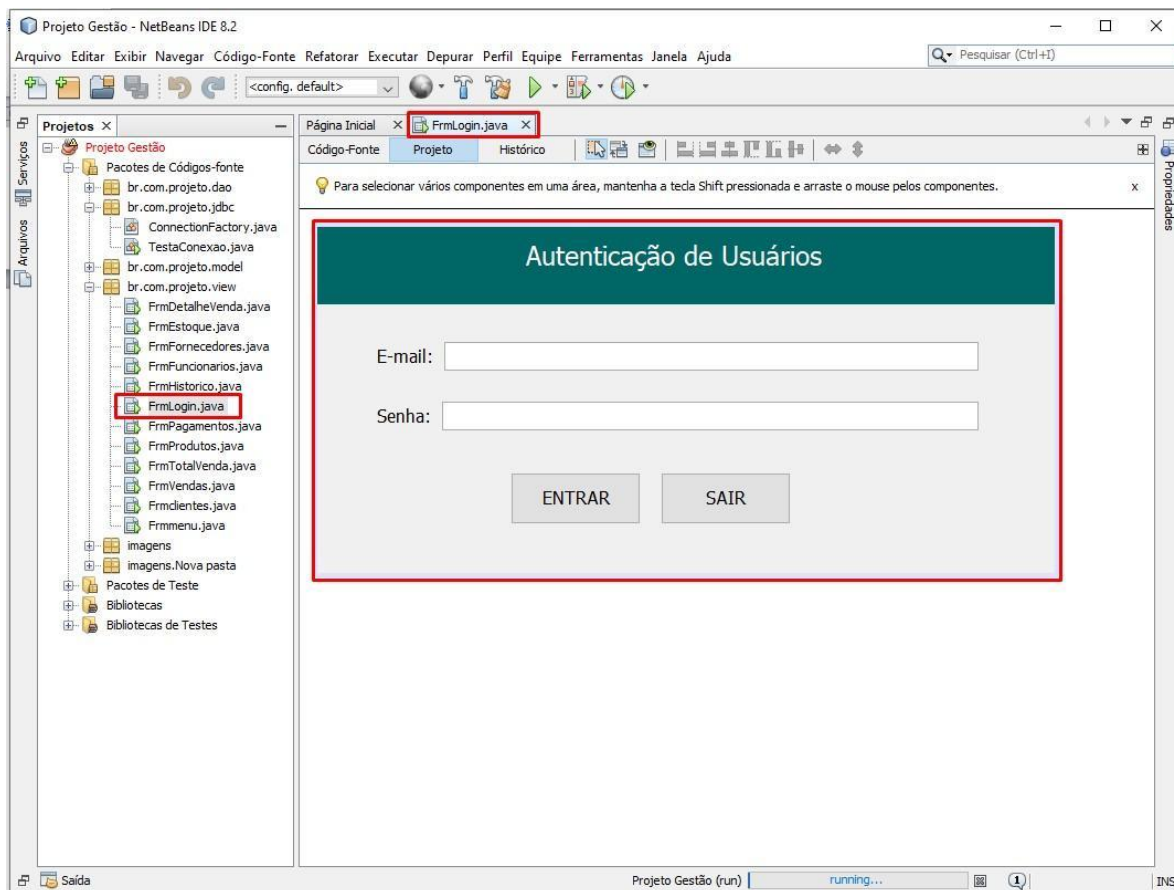 Projeto Gestão - NetBeans IDE 8.2
Arquivo Editar Exibir Navegar Código-Fonte Refatorar Executar Depurar Perfil Equipe Ferramentas Janela Ajuda
Pesquisar (Ctrl+I)
<config. default>
Projetos
Página Inicial
FrmLogin.java
Código-Fonte
Projeto
Histórico
Serviços
Arquivos
Propriedades
Para selecionar vários componentes em uma área, mantenha a tecla Shift pressionada e arraste o mouse pelos componentes.
x
Projeto Gestão
Pacotes de Códigos-fonte
br.com.projeto.dao
br.com.projeto.jdbc
ConnectionFactory.java
TestaConexao.java
br.com.projeto.model
br.com.projeto.view
FrmDetalheVenda.java
FrmEstoque.java
FrmFornecedores.java
FrmFuncionarios.java
FrmHistorico.java
FrmLogin.java
FrmPagamentos.java
FrmProdutos.java
FrmTotalVenda.java
FrmVendas.java
Frmclientes.java
Frmmenu.java
imagens
imagens.Nova pasta
Pacotes de Teste
Bibliotecas
Bibliotecas de Testes
Autenticação de Usuários
E-mail:
Senha:
ENTRAR
SAIR
Saída
Projeto Gestão (run)
running...
1
INS